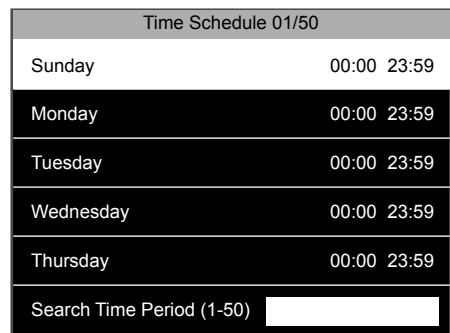 Time Schedule 01/50
Sunday 00:00 23:59
Monday 00:00 23:59
Tuesday 00:00 23:59
Wednesday 00:00 23:59
Thursday 00:00 23:59
Search Time Period (1-50)